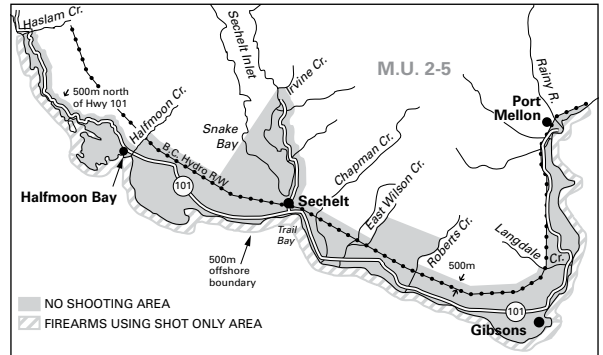 Haslam Cr.
500m north
of Hwy 101
Halfmoon Cr.
Sechelt Inlet
Irvine Cr.
M.U. 2-5
Rainy R.
Port
Mellon
Snake
Bay
B.C. Hydro R/W
Chapman Cr.
East Wilson Cr.
Roberts Cr.
Langdale
Cr.
Halfmoon Bay
101
Sechelt
Trail
Bay
500m
offshore
boundary
500m
101
Gibsons
NO SHOOTING AREA
FIREARMS USING SHOT ONLY AREA